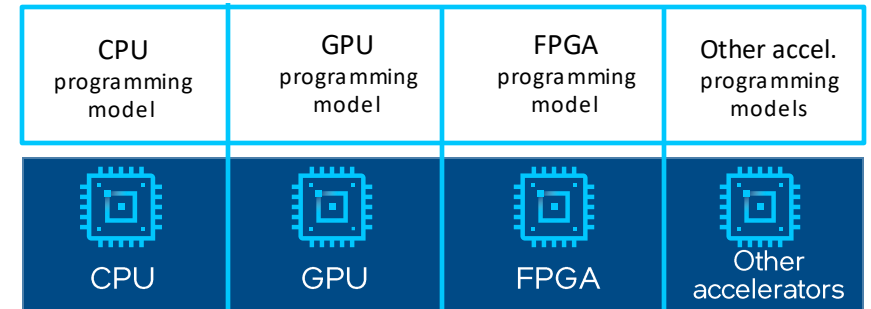 CPU
programming
model
GPU
programming
model
FPGA
programming
model
Other accel.
programming
models
CPU
GPU
FPGA
Other
accelerators